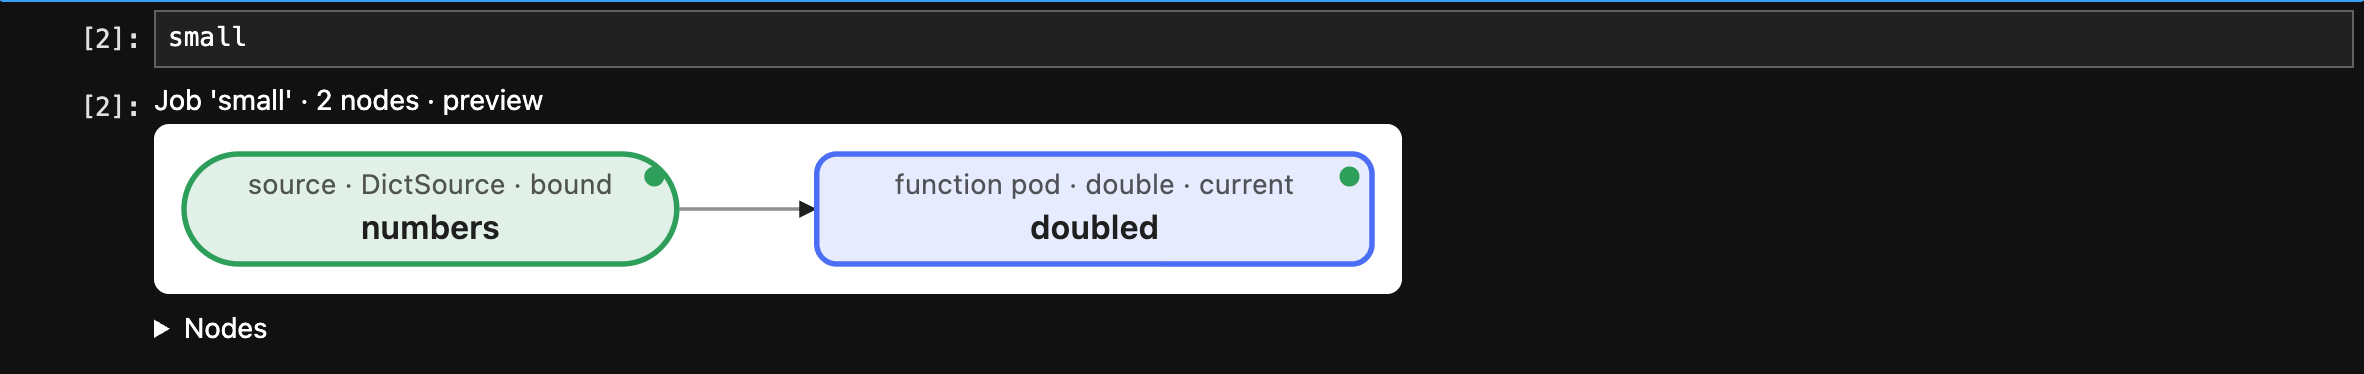 [2]: small
[2]: Job 'small' · 2 nodes · preview
source · DictSource · bound
numbers
function pod · double · current
doubled
▶ Nodes